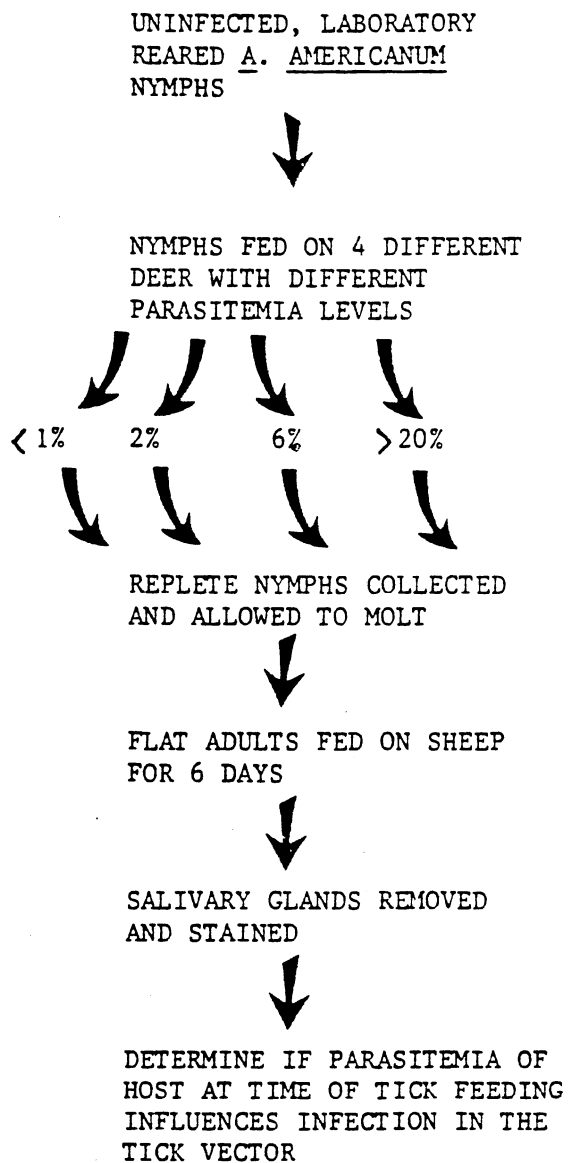 UNINFECTED, LABORATORY
REARED A. AMERICANUM
NYMPHS
NYMPHS FED ON 4 DIFFERENT
DEER WITH DIFFERENT
PARASITEMIA LEVELS
<1% 2% 6% >20%
REPLETE NYMPHS COLLECTED
AND ALLOWED TO MOLT
FLAT ADULTS FED ON SHEEP
FOR 6 DAYS
SALIVARY GLANDS REMOVED
AND STAINED
DETERMINE IF PARASITEMIA OF
HOST AT TIME OF TICK FEEDING
INFLUENCES INFECTION IN THE
TICK VECTOR